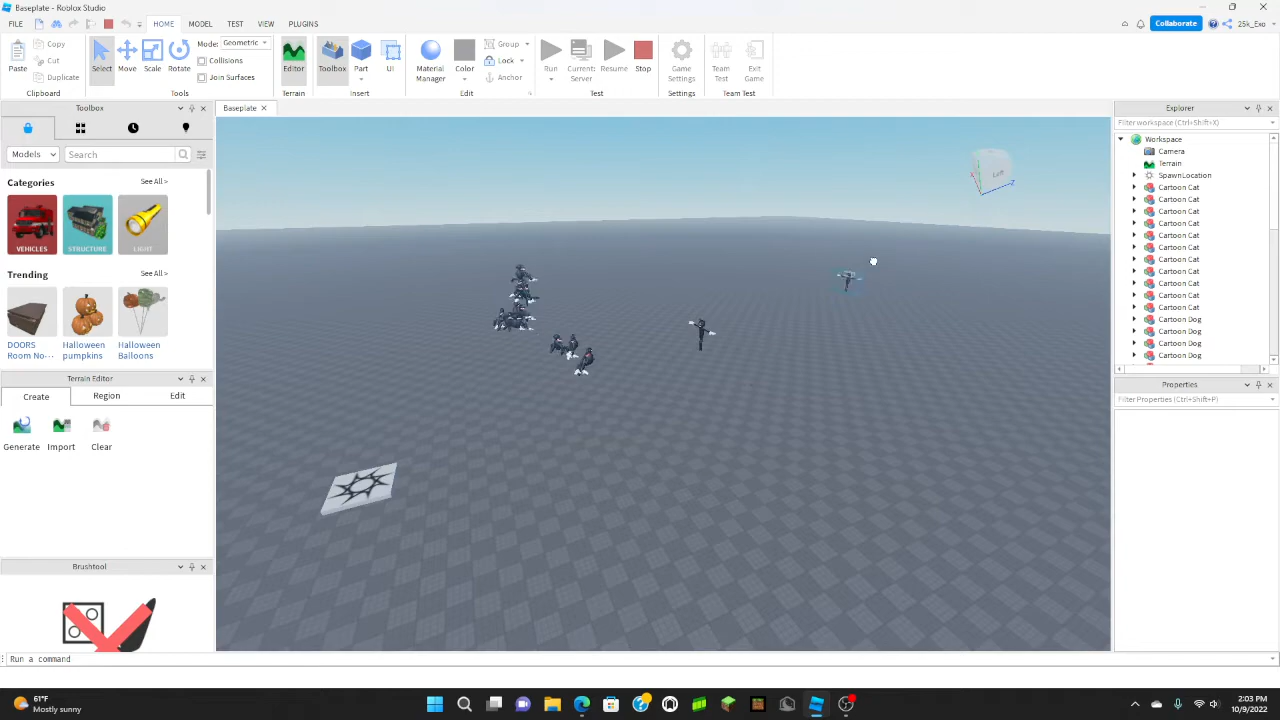 Baseplate - Roblox Studio
FILE HOME MODEL TEST VIEW PLUGINS Collaborate 25k_Exo
Paste Copy Cut Duplicate Clipboard
Select Move Scale Rotate Mode: Geometric Collisions Join Surfaces Tools
Editor Terrain
Toolbox Part UI Insert
Material Manager Color Group Lock Anchor Edit
Run Current: Server Resume Stop Test
Game Settings Settings
Team Test Exit Game Team Test
Toolbox
Models Search
Categories See All >
VEHICLES STRUCTURE LIGHT
Trending See All >
DOORS Room No··· Halloween pumpkins Halloween Balloons
Terrain Editor
Create Region Edit
Generate Import Clear
Brushtool
Baseplate
Left
X
Z
Explorer
Filter workspace (Ctrl+Shift+X)
Workspace
Camera
Terrain
SpawnLocation
Cartoon Cat
Cartoon Cat
Cartoon Cat
Cartoon Cat
Cartoon Cat
Cartoon Cat
Cartoon Cat
Cartoon Cat
Cartoon Cat
Cartoon Cat
Cartoon Cat
Cartoon Dog
Cartoon Dog
Cartoon Dog
Cartoon Dog
Properties
Filter Properties (Ctrl+Shift+P)
Run a command
61°F
Mostly sunny
2:03 PM
10/9/2022